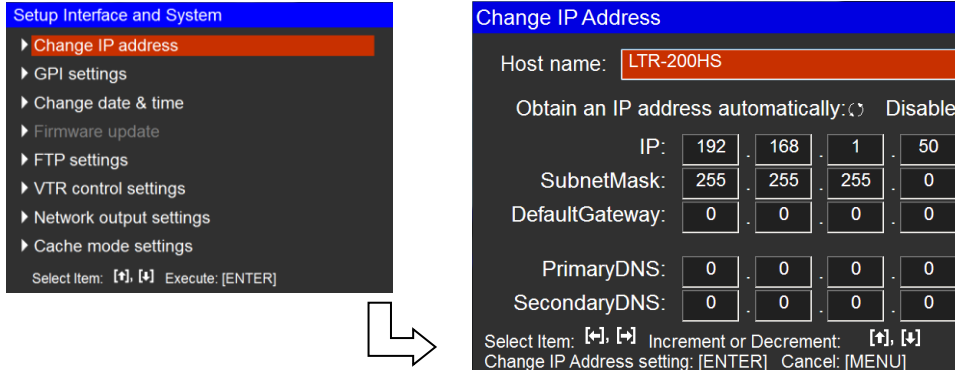 Setup Interface and System
Change IP address
GPI settings
Change date & time
Firmware update
FTP settings
VTR control settings
Network output settings
Cache mode settings
Select Item: [↑], [↓] Execute: [ENTER]
Change IP Address
Host name: LTR-200HS
Obtain an IP address automatically: Disable
IP: 192 . 168 . 1 . 50
SubnetMask: 255 . 255 . 255 . 0
DefaultGateway: 0 . 0 . 0 . 0
PrimaryDNS: 0 . 0 . 0 . 0
SecondaryDNS: 0 . 0 . 0 . 0
Select Item: [←], [→] Increment or Decrement: [↑], [↓]
Change IP Address setting: [ENTER] Cancel: [MENU]